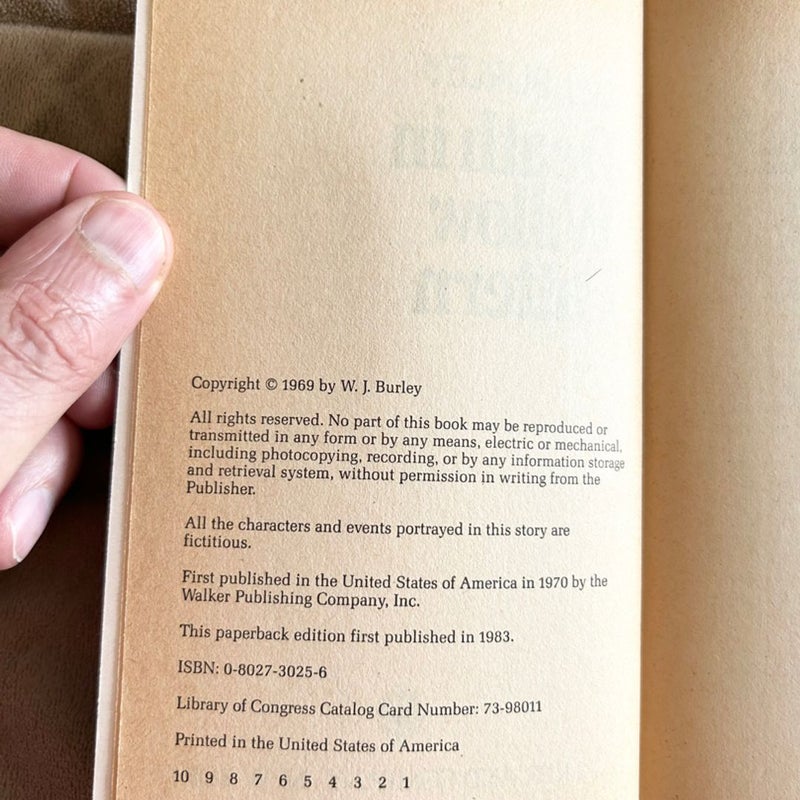 Copyright © 1969 by W. J. Burley
All rights reserved. No part of this book may be reproduced or
transmitted in any form or by any means, electric or mechanical,
including photocopying, recording, or by any information storage
and retrieval system, without permission in writing from the
Publisher.
All the characters and events portrayed in this story are
fictitious.
First published in the United States of America in 1970 by the
Walker Publishing Company, Inc.
This paperback edition first published in 1983.
ISBN: 0-8027-3025-6
Library of Congress Catalog Card Number: 73-98011
Printed in the United States of America
10 9 8 7 6 5 4 3 2 1